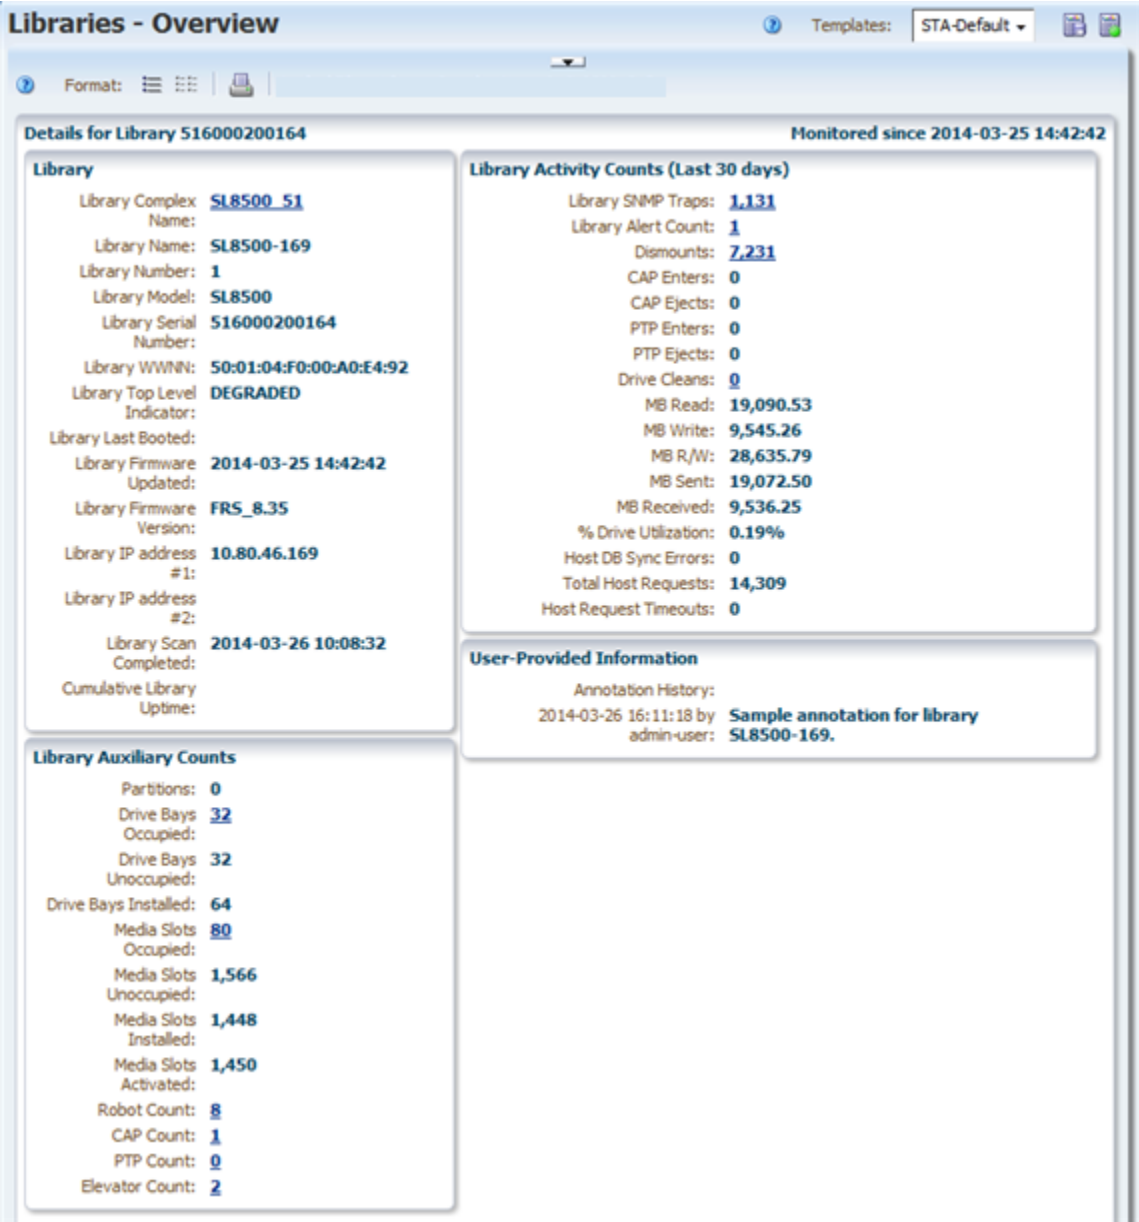 Libraries - Overview
Templates: STA-Default
Format:
Details for Library 516000200164
Monitored since 2014-03-25 14:42:42
Library
Library Complex SL8500_51
Name:
Library Name: SL8500-169
Library Number: 1
Library Model: SL8500
Library Serial 516000200164
Number:
Library WWNN: 50:01:04:F0:00:A0:E4:92
Library Top Level DEGRADED
Indicator:
Library Last Booted:
Library Firmware 2014-03-25 14:42:42
Updated:
Library Firmware FRS_8.35
Version:
Library IP address 10.80.46.169
#1:
Library IP address
#2:
Library Scan 2014-03-26 10:08:32
Completed:
Cumulative Library
Uptime:
Library Auxiliary Counts
Partitions: 0
Drive Bays 32
Occupied:
Drive Bays 32
Unoccupied:
Drive Bays Installed: 64
Media Slots 80
Occupied:
Media Slots 1,566
Unoccupied:
Media Slots 1,448
Installed:
Media Slots 1,450
Activated:
Robot Count: 8
CAP Count: 1
PTP Count: 0
Elevator Count: 2
Library Activity Counts (Last 30 days)
Library SNMP Traps: 1,131
Library Alert Count: 1
Dismounts: 7,231
CAP Enters: 0
CAP Ejects: 0
PTP Enters: 0
PTP Ejects: 0
Drive Cleans: 0
MB Read: 19,090.53
MB Write: 9,545.26
MB R/W: 28,635.79
MB Sent: 19,072.50
MB Received: 9,536.25
% Drive Utilization: 0.19%
Host DB Sync Errors: 0
Total Host Requests: 14,309
Host Request Timeouts: 0
User-Provided Information
Annotation History:
2014-03-26 16:11:18 by Sample annotation for library
admin-user: SL8500-169.